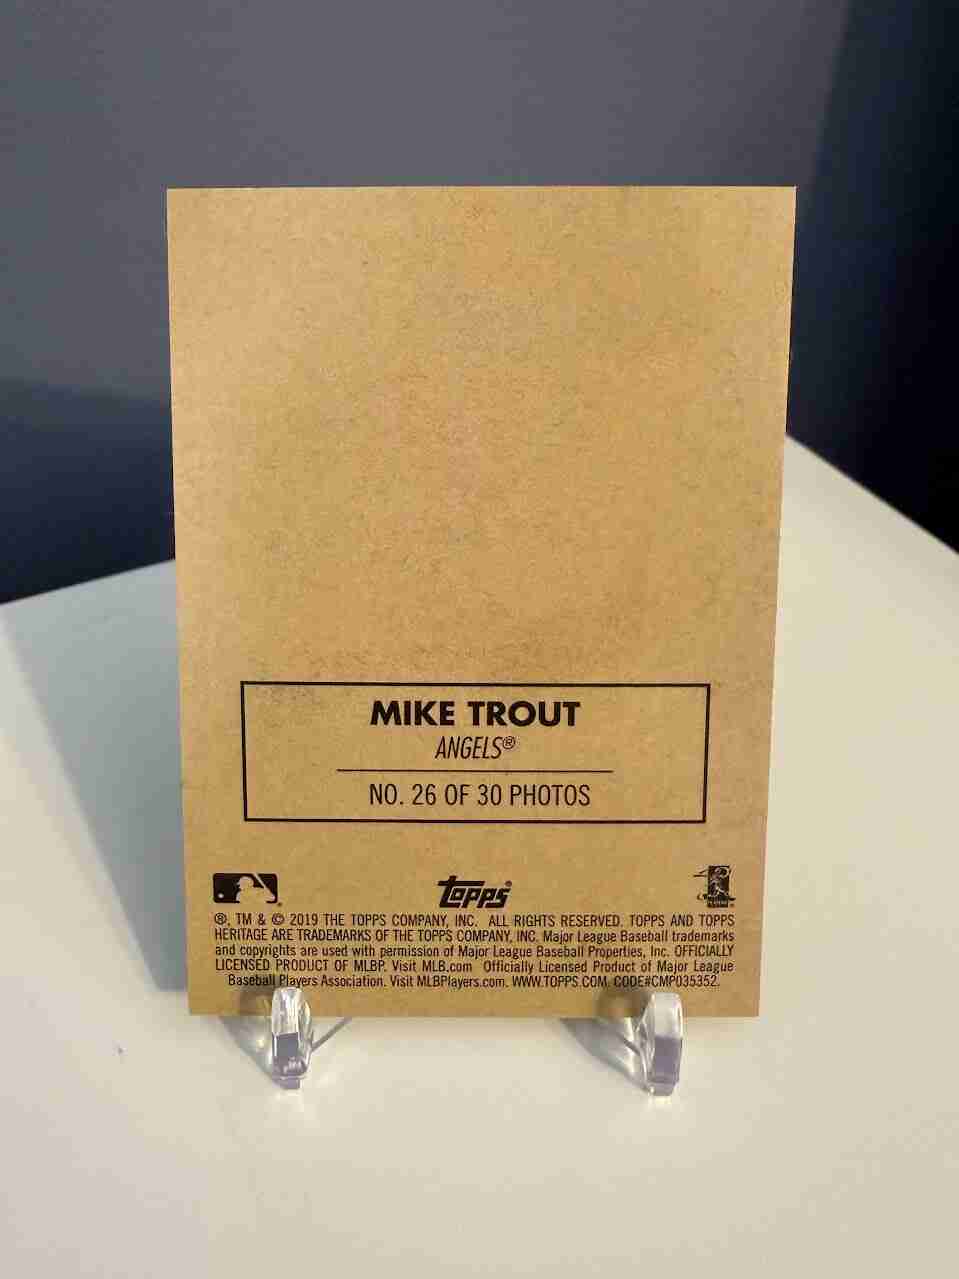 MIKE TROUT
ANGELS®
NO. 26 OF 30 PHOTOS
topps®
®, TM & © 2019 THE TOPPS COMPANY, INC. ALL RIGHTS RESERVED. TOPPS AND TOPPS
HERITAGE ARE TRADEMARKS OF THE TOPPS COMPANY, INC. Major League Baseball trademarks
and copyrights are used with permission of Major League Baseball Properties, Inc. OFFICIALLY
LICENSED PRODUCT OF MLBP. Visit MLB.com Officially Licensed Product of Major League
Baseball Players Association. Visit MLBPlayers.com. WWW.TOPPS.COM. CODE#CMP035352.